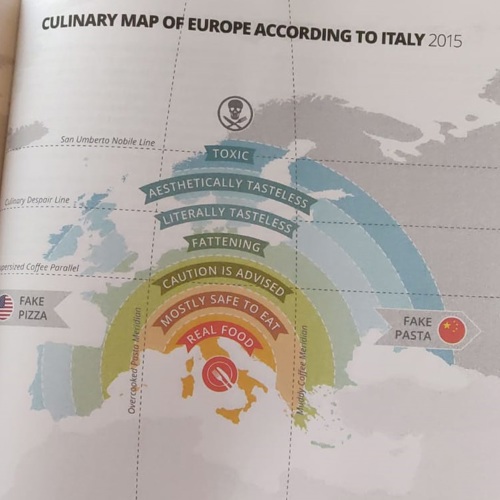 CULINARY MAP OF EUROPE ACCORDING TO ITALY 2015
San Umberto Nobile Line
TOXIC
AESTHETICALLY TASTELESS
Culinary Despair Line
LITERALLY TASTELESS
FATTENING
persized Coffee Parallel
CAUTION IS ADVISED
FAKE
PIZZA
MOSTLY SAFE TO EAT
FAKE
PASTA
REAL FOOD
Overcooked Pasta Meridian
Muddy Coffee Meridian